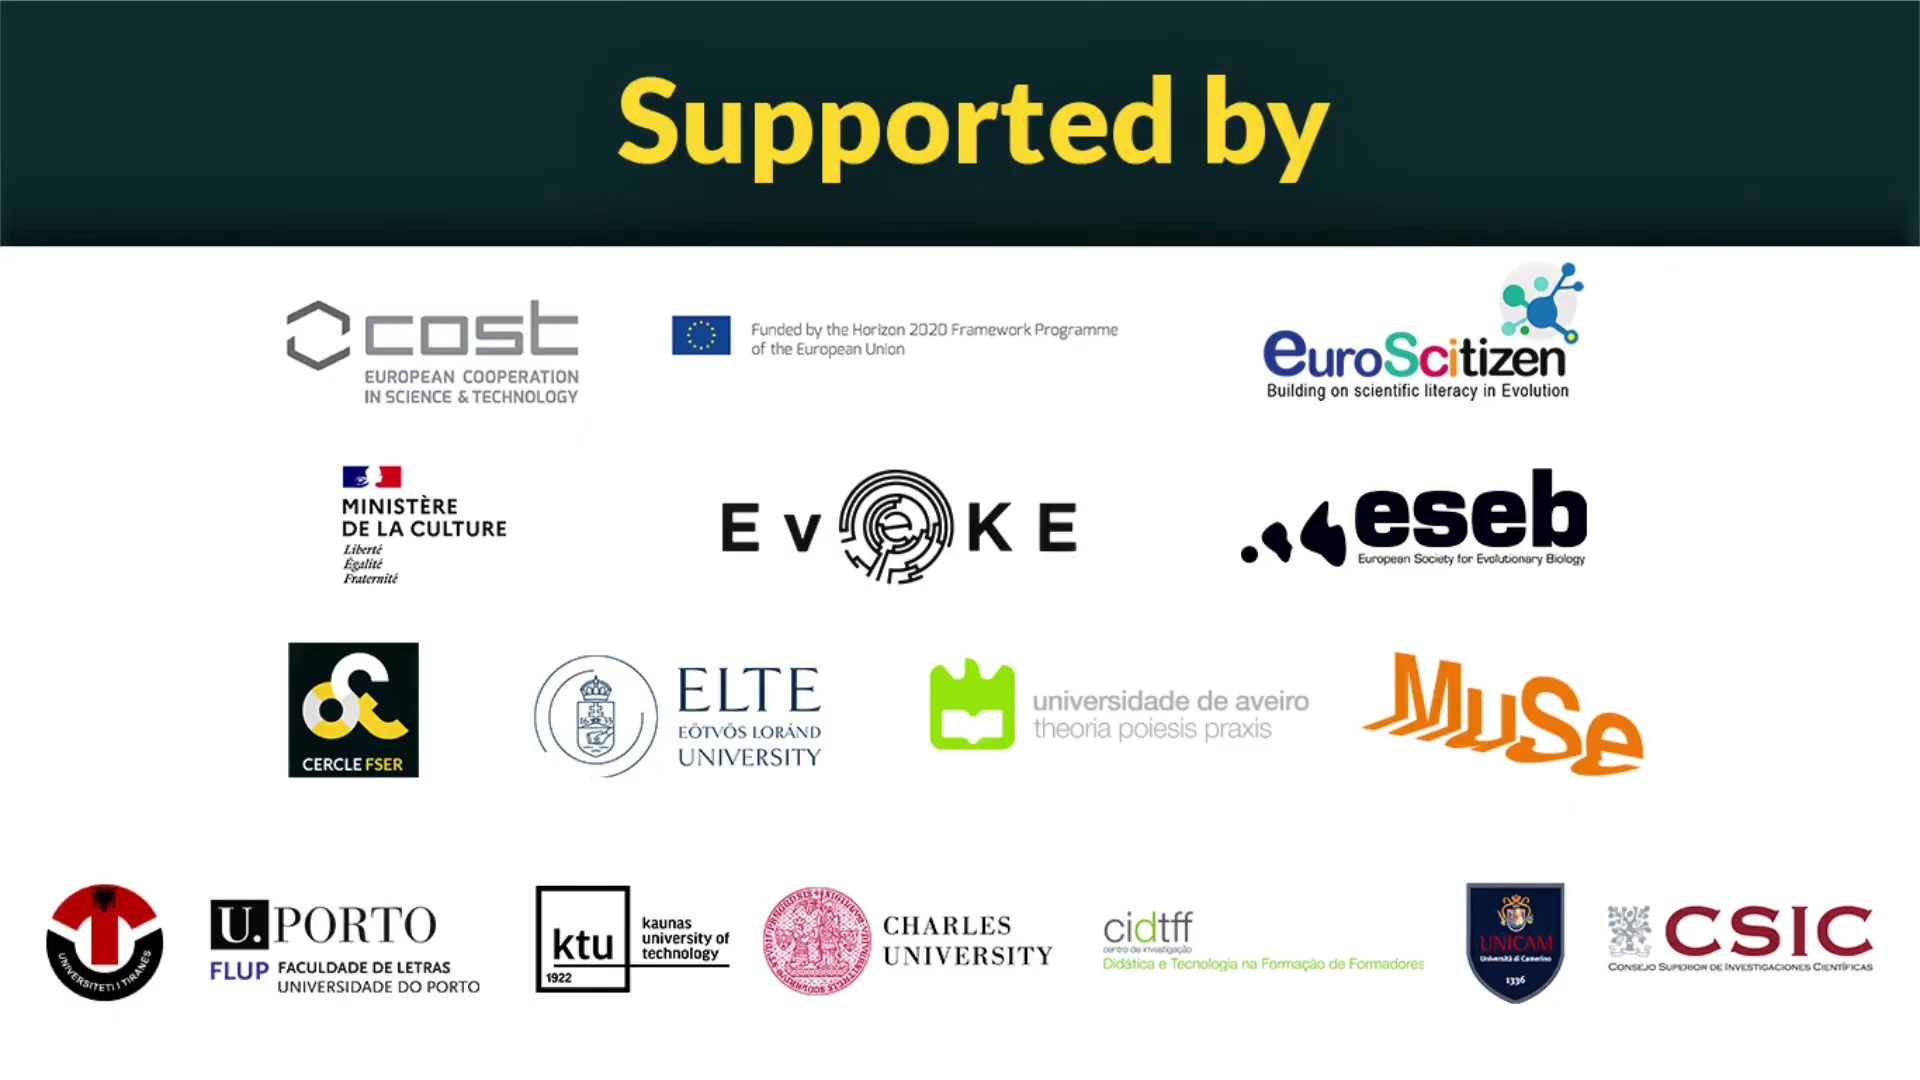 Supported by
cost
EUROPEAN COOPERATION
IN SCIENCE & TECHNOLOGY
Funded by the Horizon 2020 Framework Programme
of the European Union
euroScitizen
Building on scientific literacy in Evolution
MINISTÈRE
DE LA CULTURE
Liberté
Égalité
Fraternité
EvoKE
eseb
European Society for Evolutionary Biology
CERCLE FSER
ELTE
EÖTVÖS LORÁND
UNIVERSITY
universidade de aveiro
theoria poiesis praxis
MuSe
UNIVERSITETI I TIRANËS
U.PORTO
FLUP FACULDADE DE LETRAS
UNIVERSIDADE DO PORTO
ktu
1922
kaunas
university of
technology
CHARLES
UNIVERSITY
cidtff
centro de investigação
Didática e Tecnologia na Formação de Formadores
UNICAM
Università di Camerino
1336
CSIC
CONSEJO SUPERIOR DE INVESTIGACIONES CIENTÍFICAS